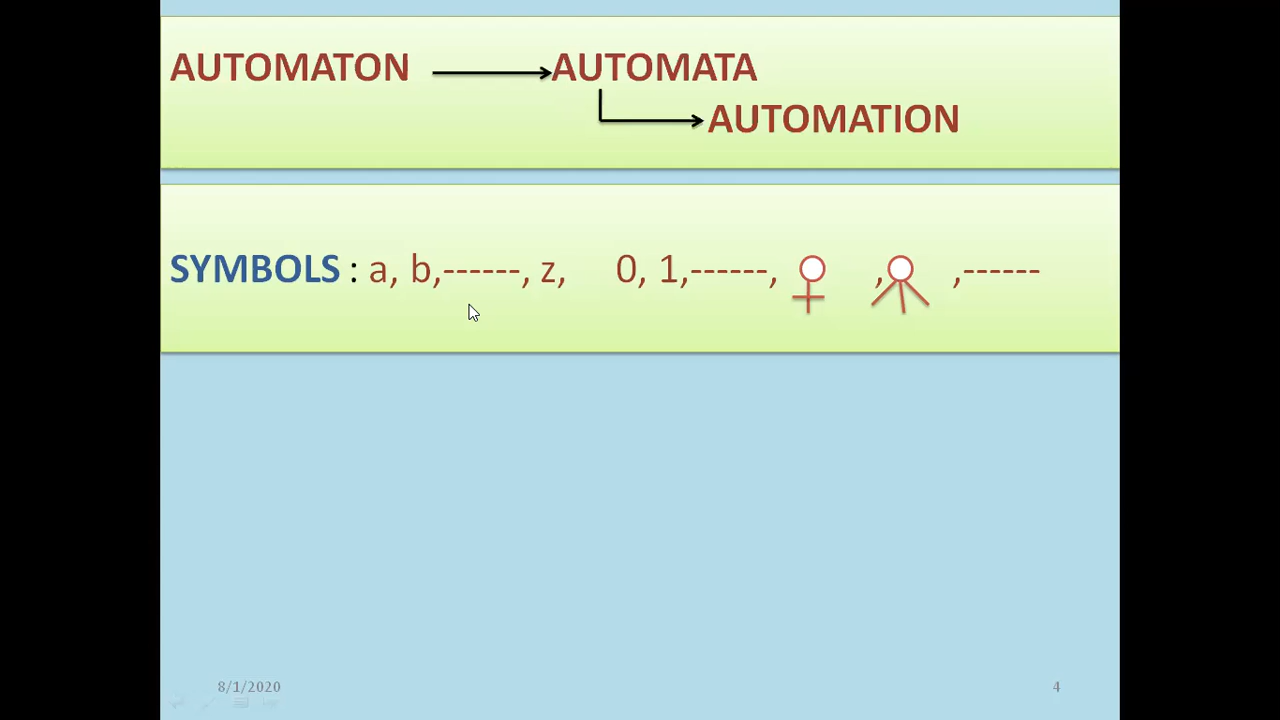 AUTOMATON AUTOMATA
AUTOMATION
SYMBOLS : a, b,------, z, 0, 1,------, , ,------
8/1/2020 4